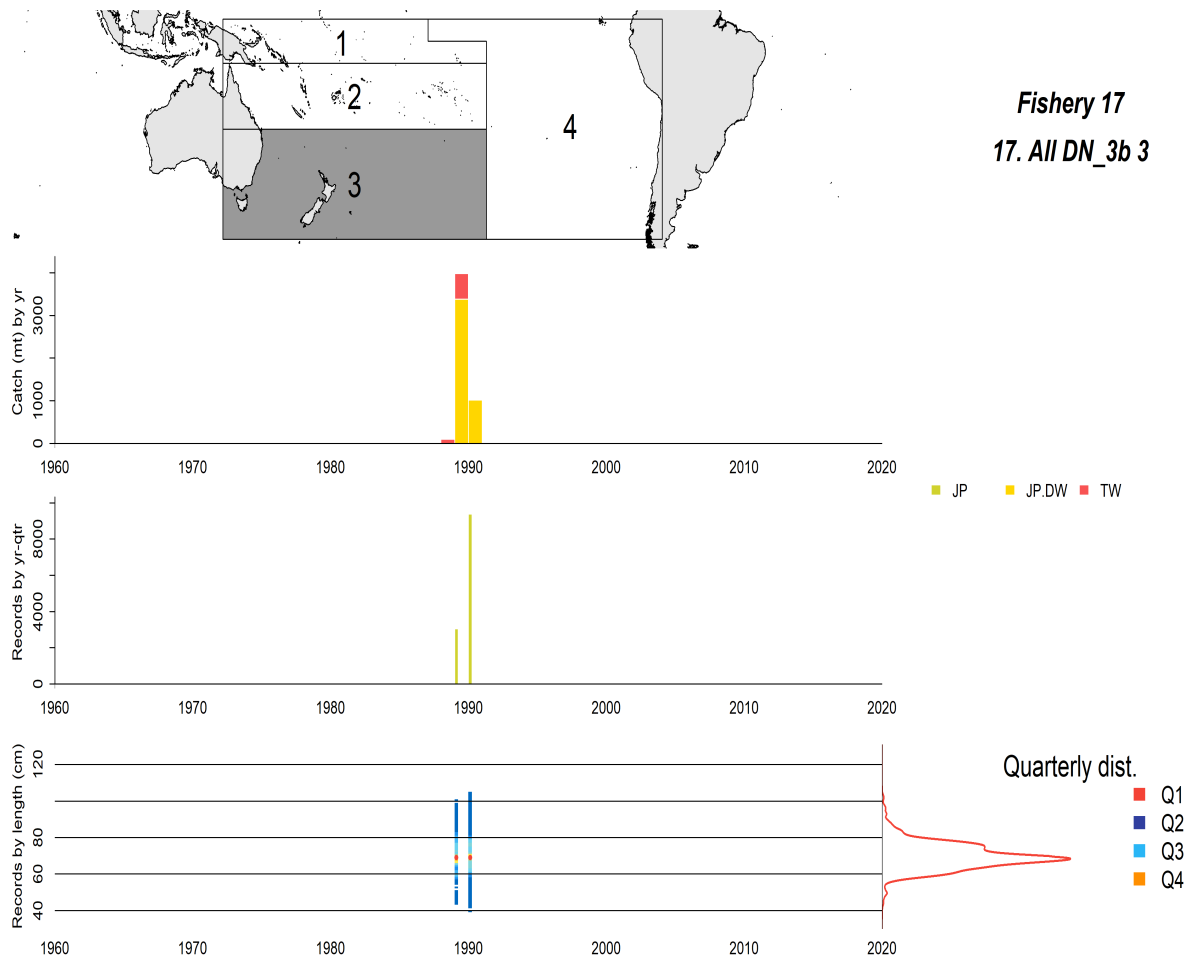 1
2
3
4
Fishery 17
17. All DN_3b 3
Catch (mt) by yr
3000
1000
0
1960 1970 1980 1990 2000 2010 2020
JP JP.DW TW
Records by yr-qtr
8000
4000
0
1960 1970 1980 1990 2000 2010 2020
Records by length (cm)
120
80
60
40
1960 1970 1980 1990 2000 2010 2020
Quarterly dist.
Q1
Q2
Q3
Q4